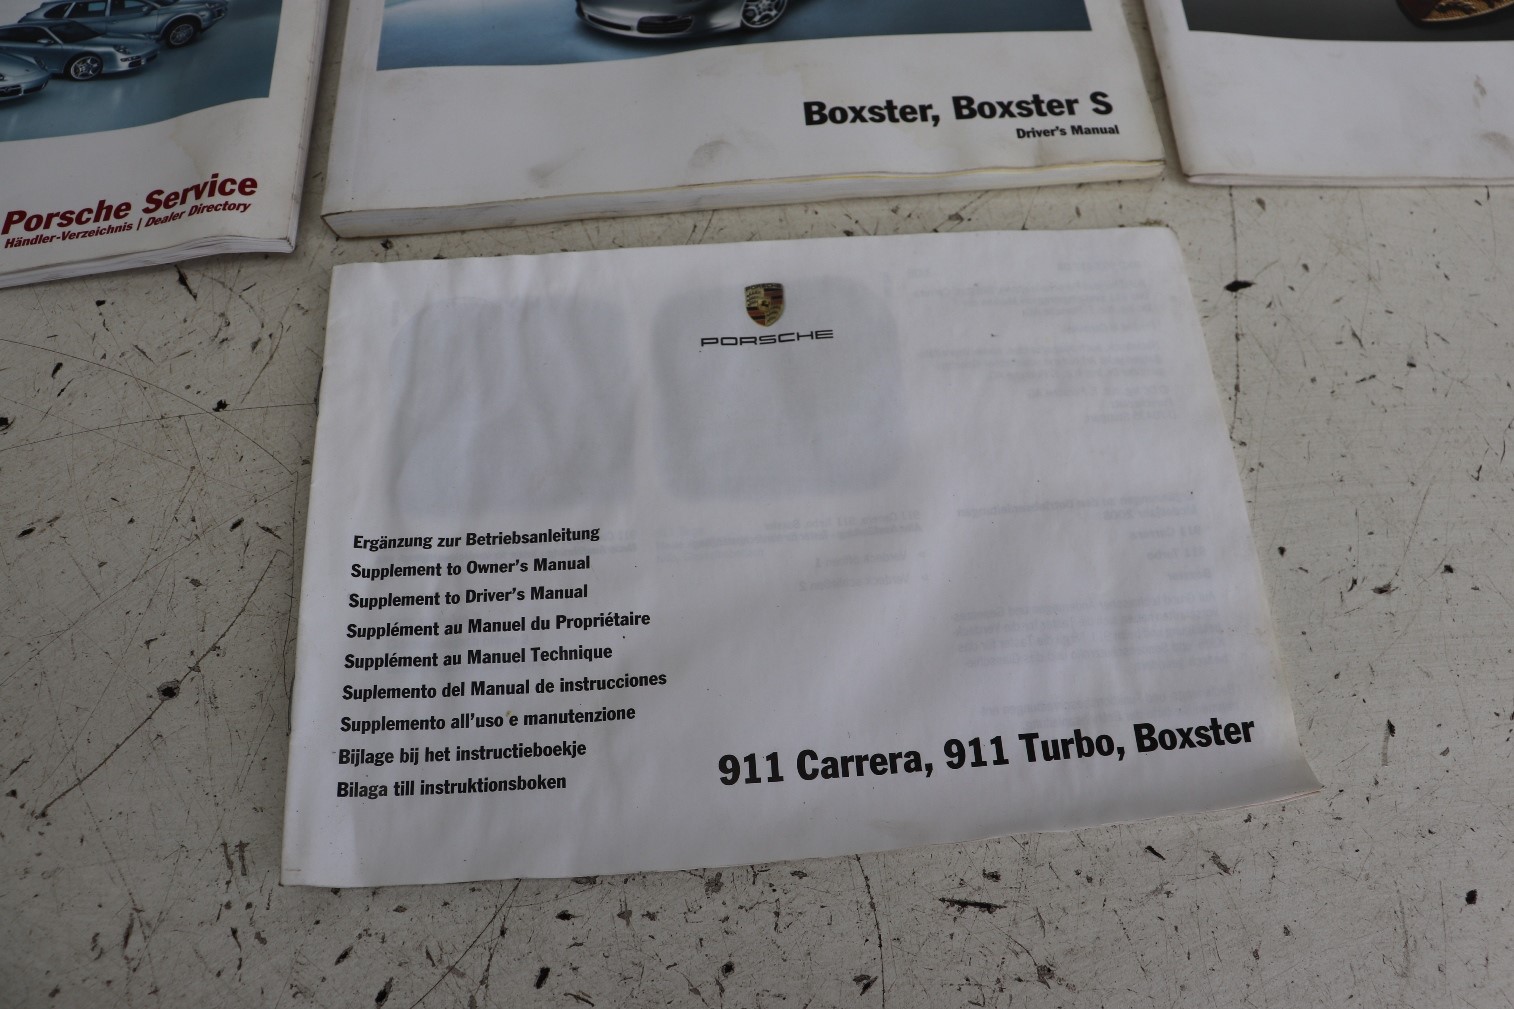 Porsche Service
Händler-Verzeichnis | Dealer Directory
Boxster, Boxster S
Driver's Manual
PORSCHE
Ergänzung zur Betriebsanleitung
Supplement to Owner's Manual
Supplement to Driver's Manual
Supplément au Manuel du Propriétaire
Supplément au Manuel Technique
Suplemento del Manual de instrucciones
Supplemento all'uso e manutenzione
Bijlage bij het instructieboekje
Bilaga till instruktionsboken
911 Carrera, 911 Turbo, Boxster